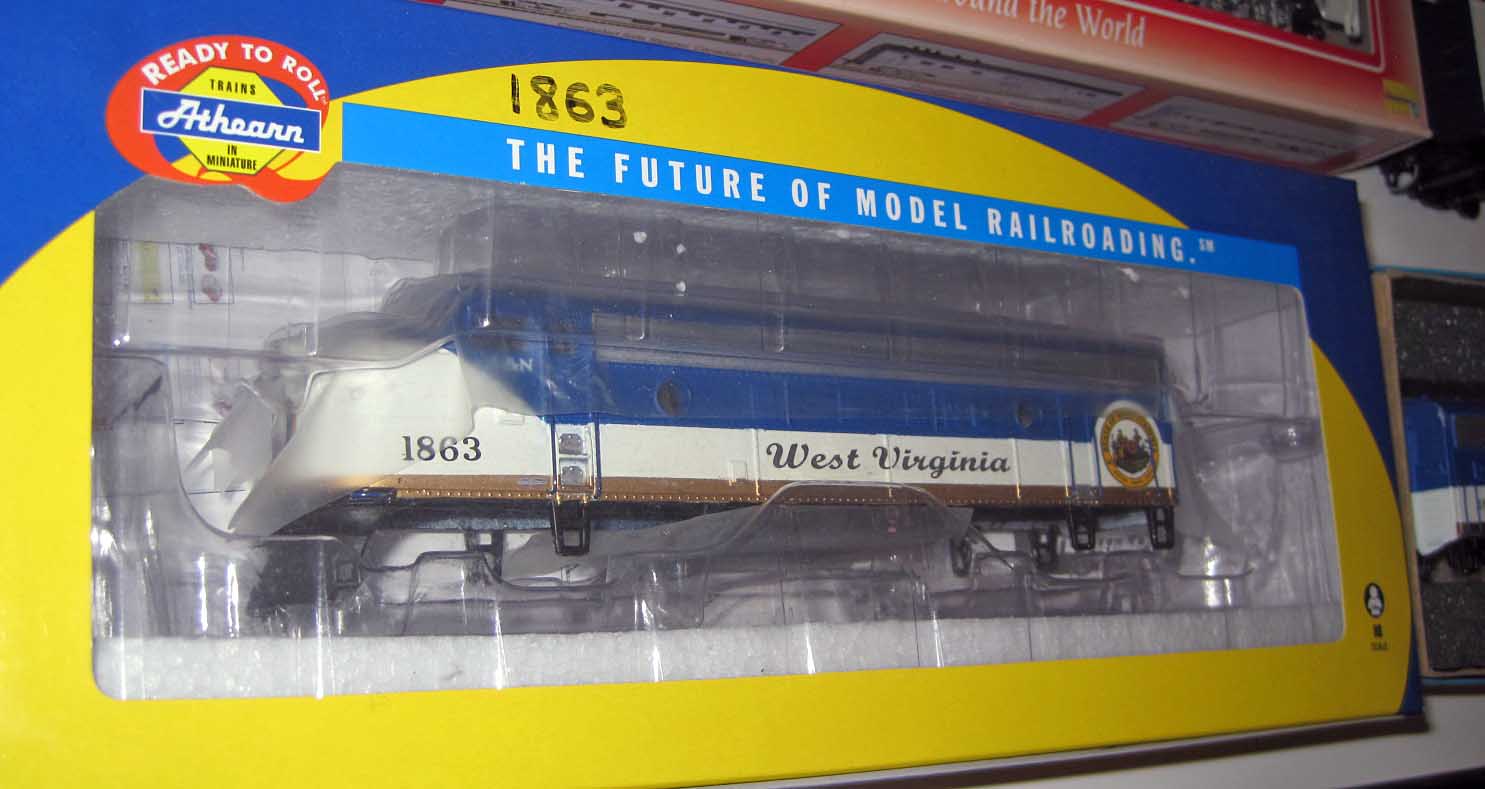 ound the World
READY TO ROLL
TRAINS
Athearn
IN
MINIATURE
1863
THE FUTURE OF MODEL RAILROADING.℠
1863
West Virginia